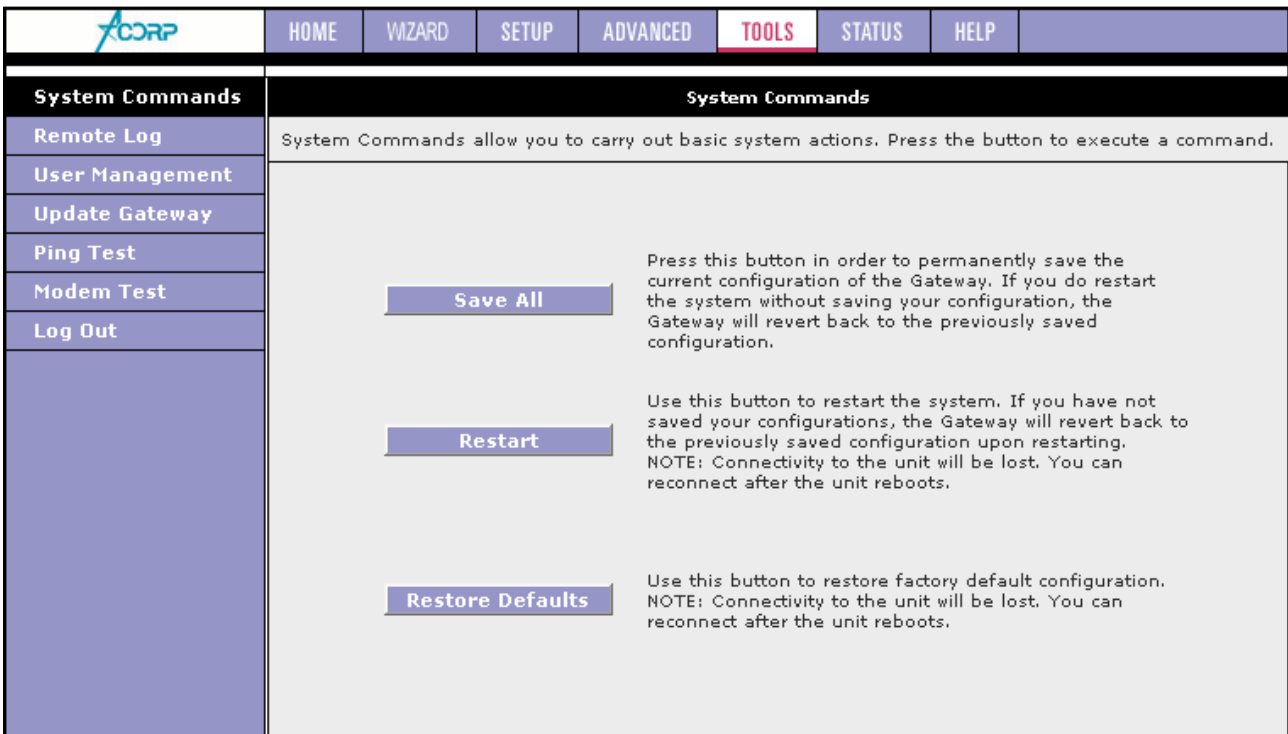 ACORP
HOME
WIZARD
SETUP
ADVANCED
TOOLS
STATUS
HELP
System Commands
Remote Log
User Management
Update Gateway
Ping Test
Modem Test
Log Out
System Commands
System Commands allow you to carry out basic system actions. Press the button to execute a command.
Save All
Press this button in order to permanently save the
current configuration of the Gateway. If you do restart
the system without saving your configuration, the
Gateway will revert back to the previously saved
configuration.
Restart
Use this button to restart the system. If you have not
saved your configurations, the Gateway will revert back to
the previously saved configuration upon restarting.
NOTE: Connectivity to the unit will be lost. You can
reconnect after the unit reboots.
Restore Defaults
Use this button to restore factory default configuration.
NOTE: Connectivity to the unit will be lost. You can
reconnect after the unit reboots.